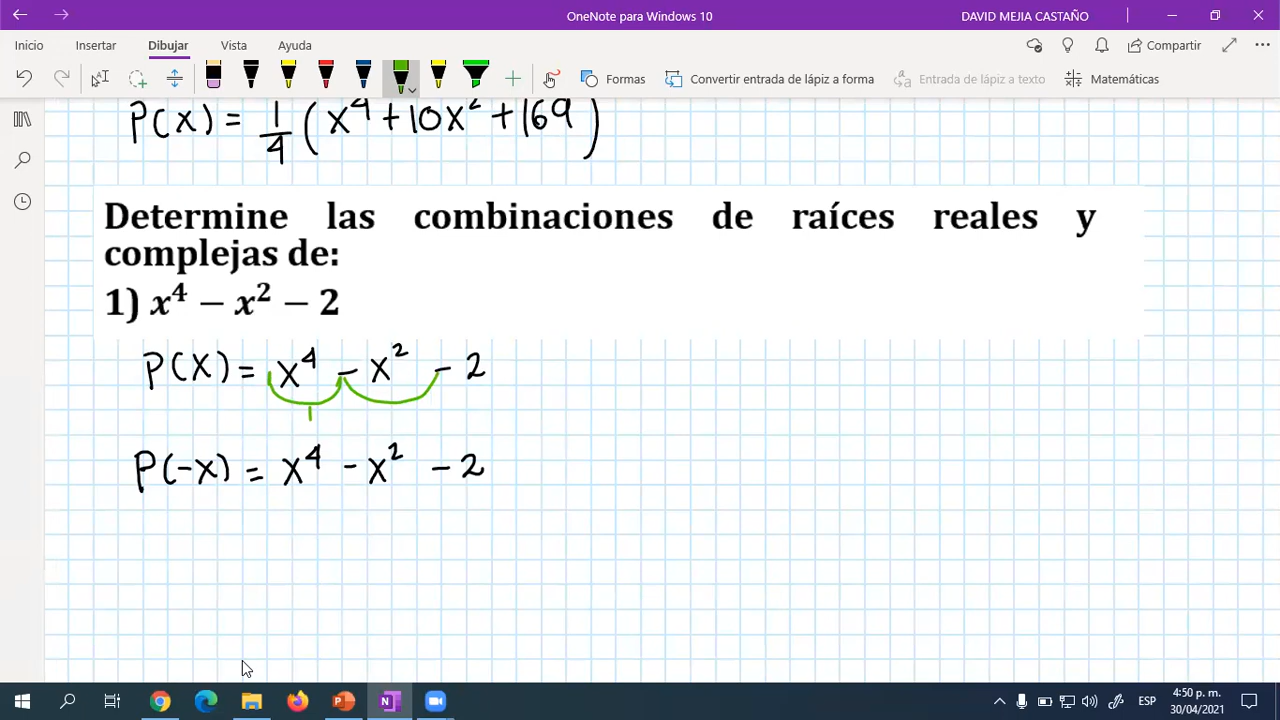 OneNote para Windows 10
DAVID MEJIA CASTAÑO
Inicio Insertar Dibujar Vista Ayuda
Compartir
Formas Convertir entrada de lápiz a forma Entrada de lápiz a texto Matemáticas
P(x) = 1/4 (x⁴ + 10x² + 169)
Determine las combinaciones de raíces reales y
complejas de:
1) x⁴ − x² − 2
P(X) = x⁴ − x² − 2
1
P(-x) = x⁴ − x² − 2
ESP
4:50 p. m.
30/04/2021